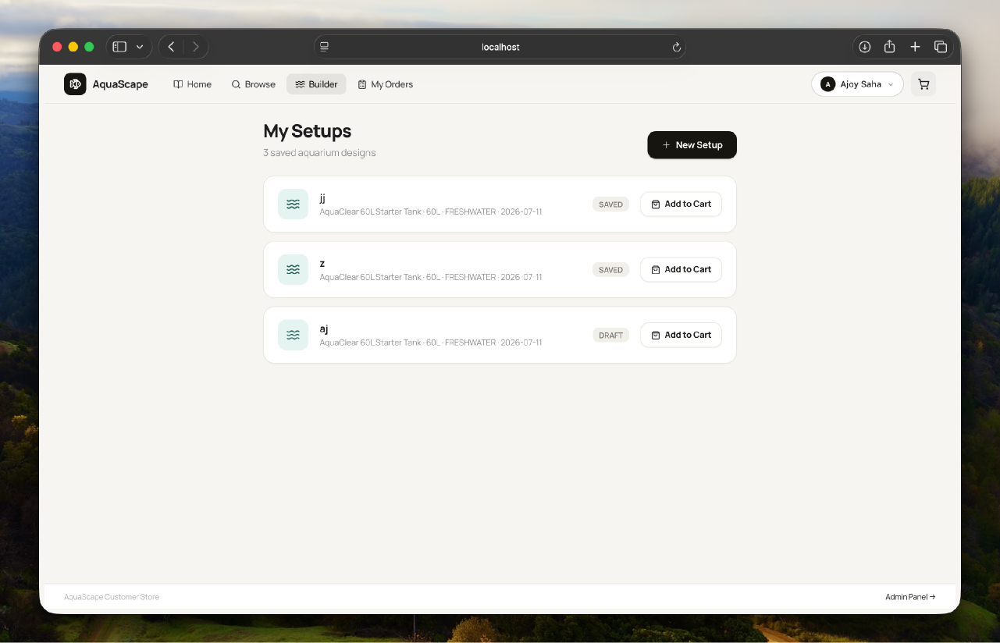 localhost
AquaScape
Home
Browse
Builder
My Orders
A
Ajoy Saha
My Setups
3 saved aquarium designs
New Setup
jj
AquaClear 60L Starter Tank · 60L · FRESHWATER · 2026-07-11
SAVED
Add to Cart
z
AquaClear 60L Starter Tank · 60L · FRESHWATER · 2026-07-11
SAVED
Add to Cart
aj
AquaClear 60L Starter Tank · 60L · FRESHWATER · 2026-07-11
DRAFT
Add to Cart
AquaScape Customer Store
Admin Panel →